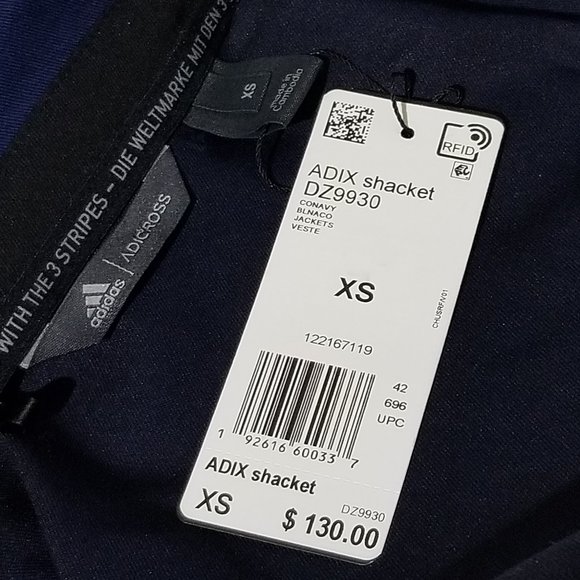 WITH THE 3 STRIPES – DIE WELTMARKE MIT DEN 3
XS
made in
Cambodia
adidas
ADICROSS
RFID
ADIX shacket
DZ9930
CONAVY
BLNACO
JACKETS
VESTE
XS
CHUSRF/V01
122167119
42
696
UPC
1 92616 60033 7
ADIX shacket
DZ9930
XS
$ 130.00